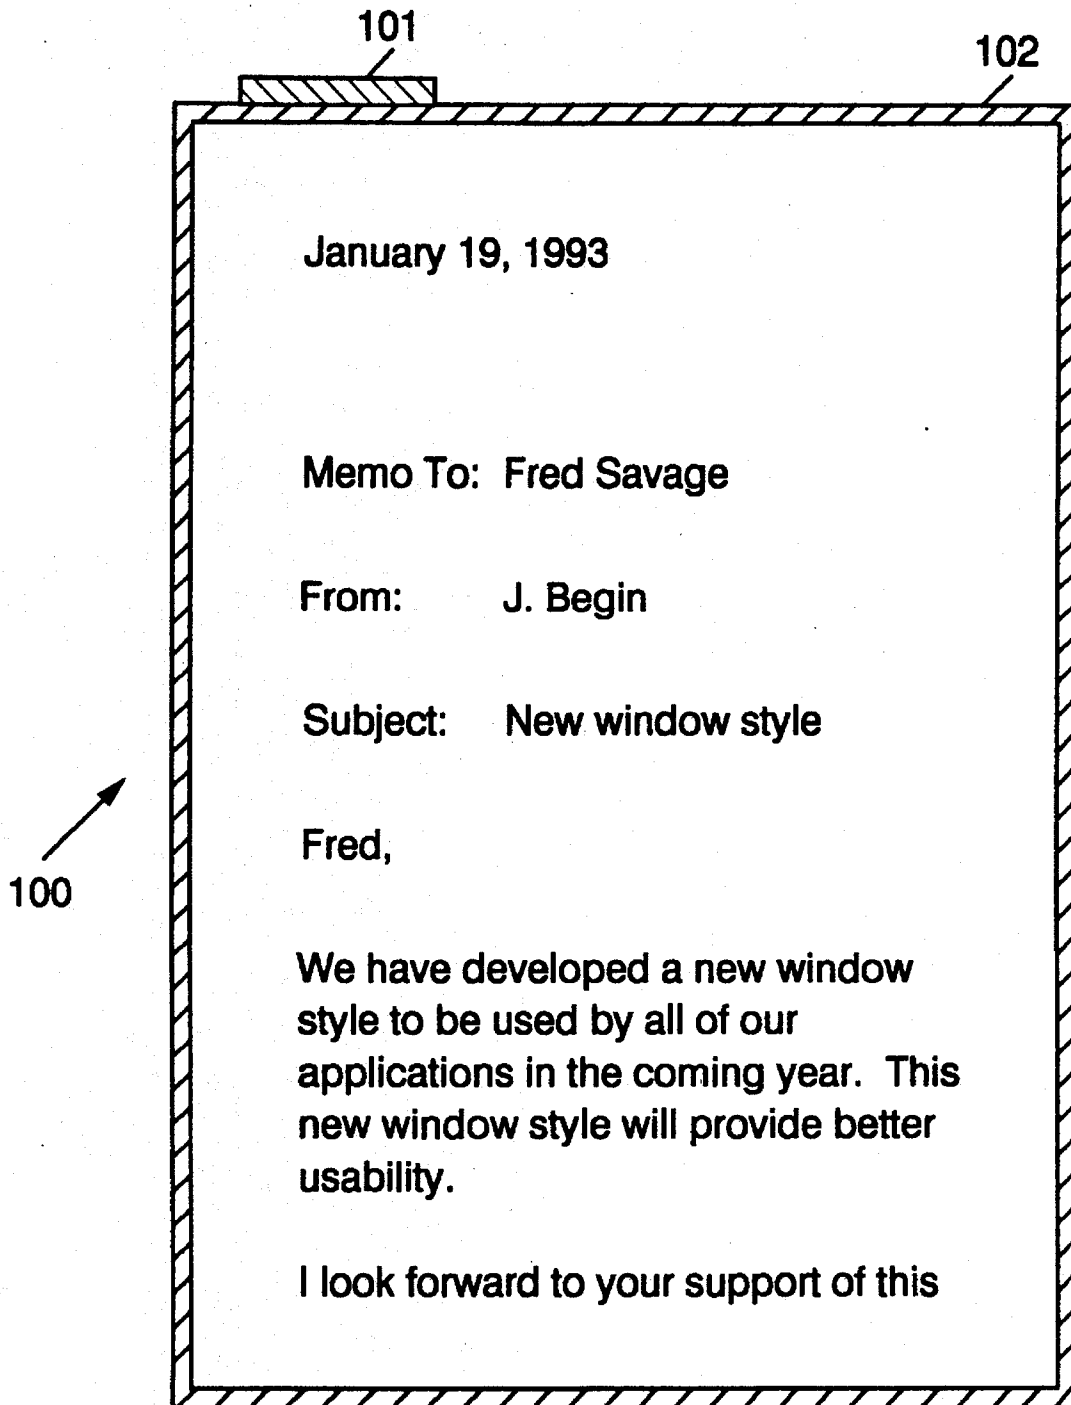 101
102
January 19, 1993
Memo To: Fred Savage
From: J. Begin
Subject: New window style
Fred,
100
We have developed a new window
style to be used by all of our
applications in the coming year. This
new window style will provide better
usability.
I look forward to your support of this